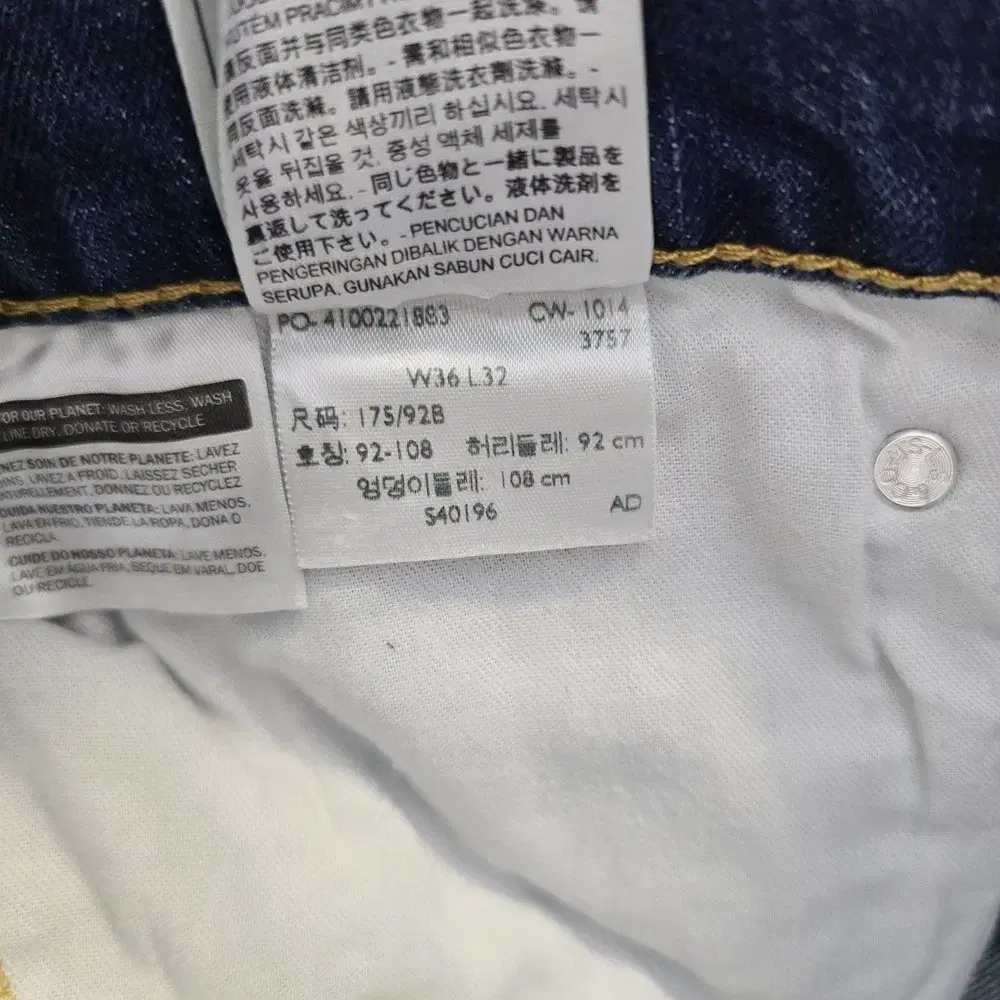 反面并与同类色衣物一起洗涤。
用液体清洁剂。- 需和相似色衣物一
反面洗滌。請用液態洗衣劑洗滌。-
세탁시 같은 색상끼리 하십시요. 세탁시
옷을 뒤집을 것. 중성 액체 세제를
사용하세요. - 同じ色物と一緒に製品を
裏返して洗ってください。液体洗剤を
ご使用下さい。- PENCUCIAN DAN
PENGERINGAN DIBALIK DENGAN WARNA
SERUPA. GUNAKAN SABUN CUCI CAIR.
PO- 4100221883 CW- 1014
3757
W36 L32
尺码: 175/92B
호칭: 92-108 허리둘레: 92 cm
엉덩이둘레: 108 cm
S40196 AD
FOR OUR PLANET: WASH LESS, WASH
LINE DRY, DONATE OR RECYCLE
SOIN DE NOTRE PLANETE: LAVEZ
LAVEZ A FROID, LAISSEZ SECHER
DONNEZ OU RECYCLEZ
NUESTRO PLANETA: LAVA MENOS,
LAVA EN FRIO, TIENDE LA ROPA, DONA O
RECICLA
CUIDE DO NOSSO PLANETA: LAVE MENOS,
LAVE EM ÁGUA FRIA, SEQUE EM VARAL, DOE
OU RECICLE